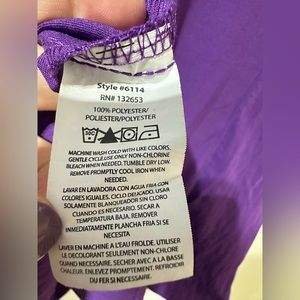 Style #6114
RN# 132653
100% POLYESTER/
POLIESTER/POLYESTER
MACHINE WASH COLD WITH LIKE COLORS.
GENTLE CYCLE.USE ONLY NON-CHLORINE
BLEACH WHEN NEEDED. TUMBLE DRY LOW.
REMOVE PROMPTLY COOL IRON WHEN
NEEDED.
LAVAR EN LAVADORA CON AGUA FRIA CON
COLORES IGUALES. CICLO DELICADO. USAR
SOLAMENTE BLANQUEADOR SIN CLORO
CUANDO SEA NECESARIO. SECAR A
TEMPERATURA BAJA, REMOVER
INMEDIATAMENTE PLANCHA FRIA SI SE
NECESITA
LAVER EN MACHINE A L'EAU FROIDE. UTILISER
LE DECOLORANT SEULEMENT NON-CHLORE
QUAND NECESSAIRE. SECHER AVEC A LA BASSE
CHALEUR. ENLEVER PROMPTEMENT. REFROIDIR
DU FER SI NECESSAIRE.